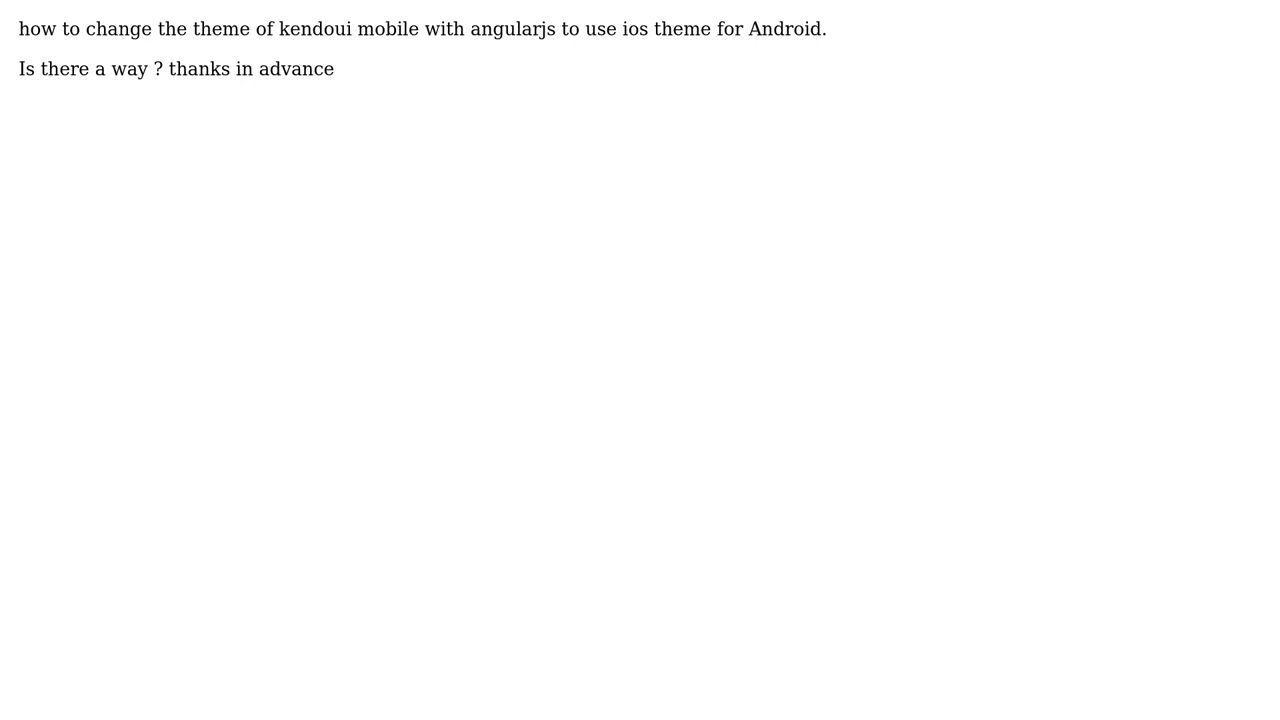 how to change the theme of kendoui mobile with angularjs to use ios theme for Android.
Is there a way ? thanks in advance